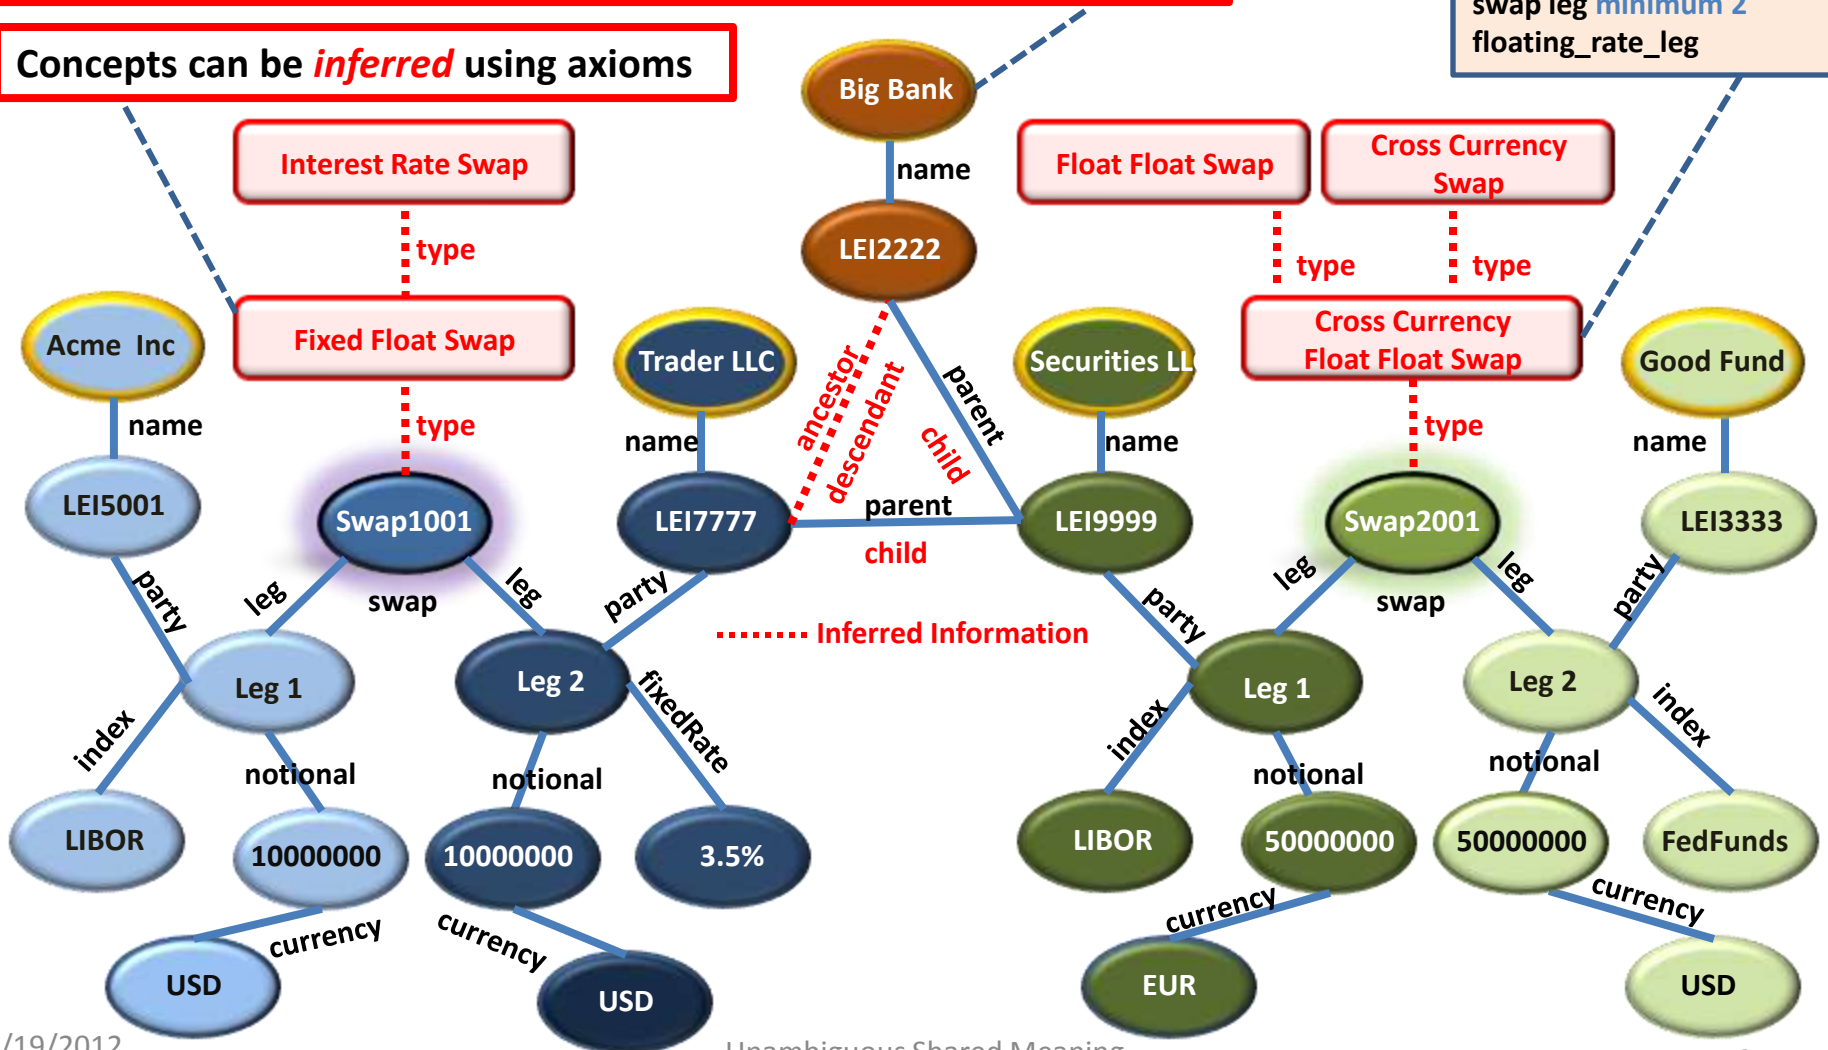 swap leg minimum 2
floating_rate_leg
Concepts can be inferred using axioms
Big Bank
name
Interest Rate Swap
Float Float Swap
Cross Currency
Swap
LEI2222
type
type
type
Acme Inc
Fixed Float Swap
Trader LLC
Securities LL
Cross Currency
Float Float Swap
Good Fund
ancestor
descendant
parent
child
name
type
name
name
type
name
LEI5001
Swap1001
LEI7777
parent
child
LEI9999
Swap2001
LEI3333
party
leg
swap
leg
party
party
leg
swap
leg
party
Inferred Information
Leg 1
Leg 2
Leg 1
Leg 2
index
notional
notional
fixedRate
index
notional
notional
index
LIBOR
10000000
10000000
3.5%
LIBOR
50000000
50000000
FedFunds
currency
currency
currency
currency
USD
USD
EUR
USD
/19/2012
Unambiguous Shared Meaning